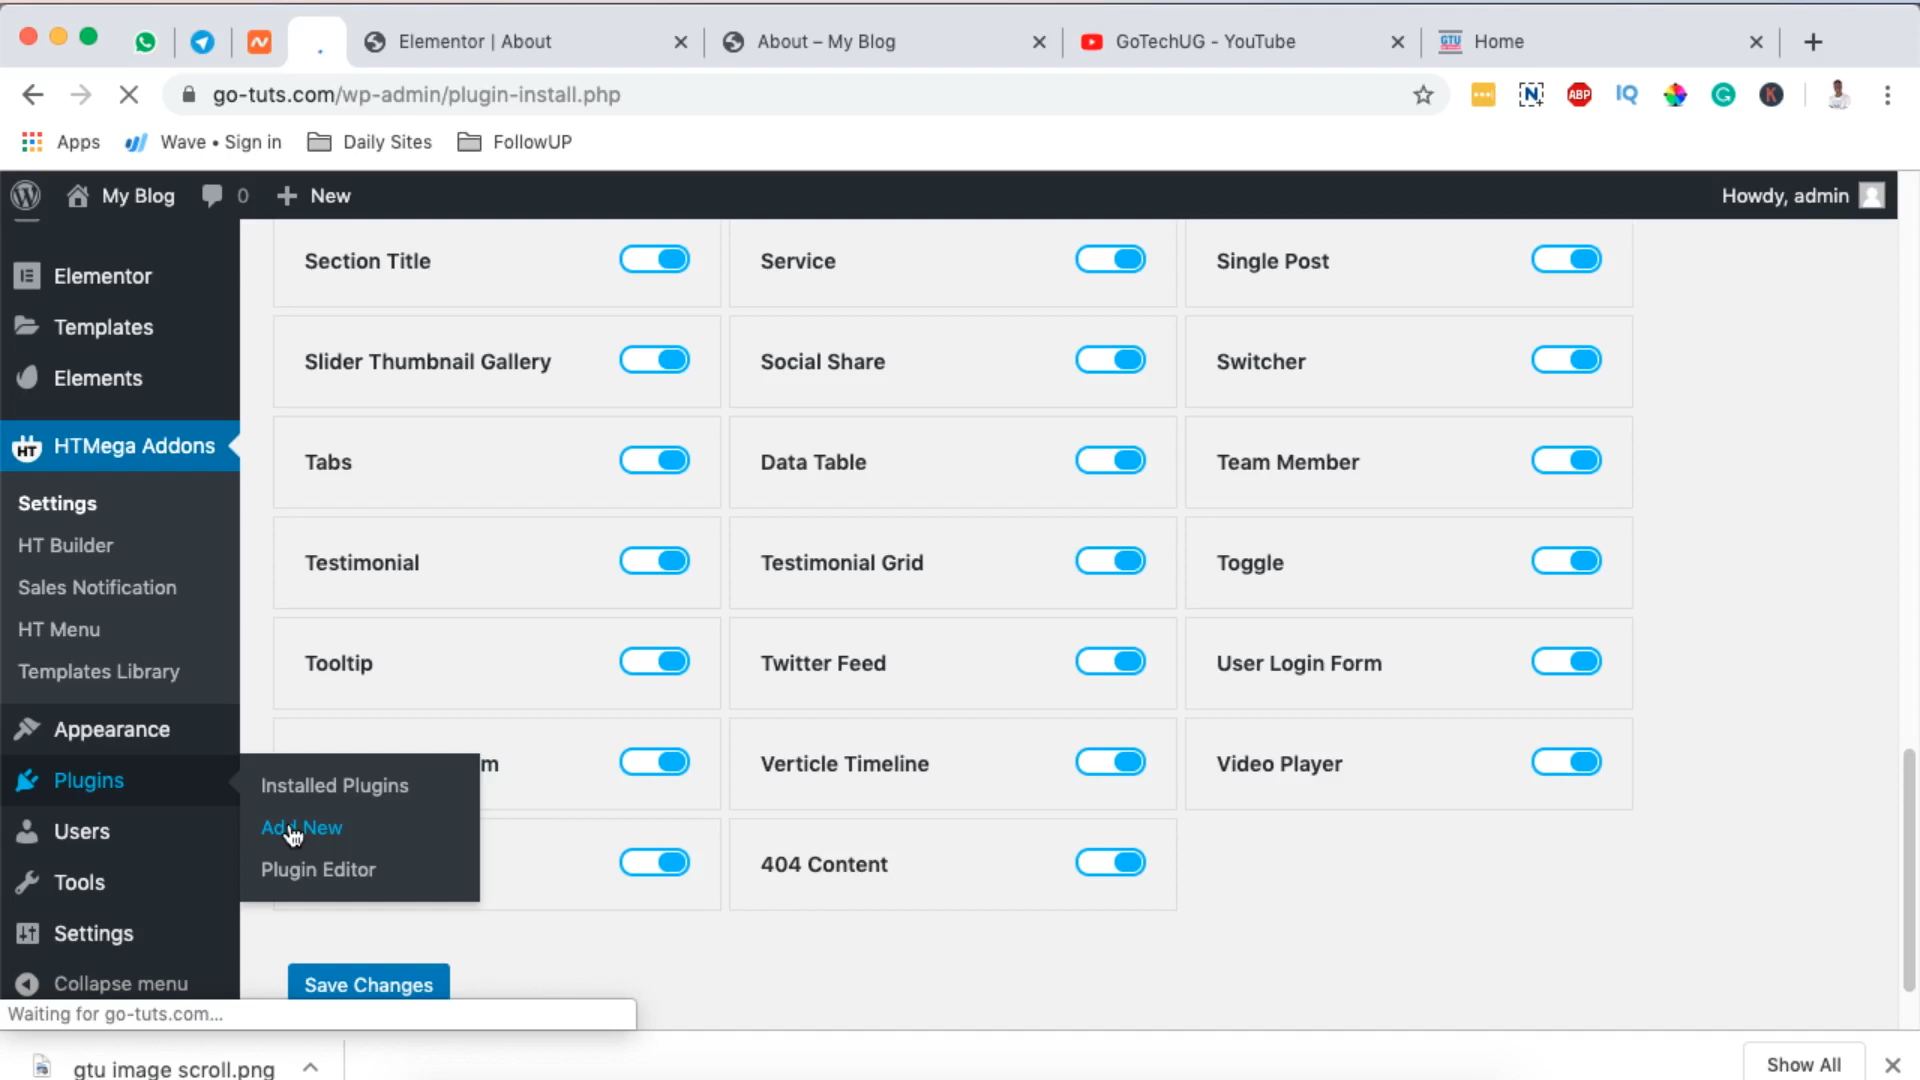 Elementor | About
About – My Blog
GoTechUG - YouTube
GTU
Home
go-tuts.com/wp-admin/plugin-install.php
ABP
IQ
Apps
Wave • Sign in
Daily Sites
FollowUP
My Blog
0
New
Howdy, admin
Elementor
Templates
Elements
HT
HTMega Addons
Settings
HT Builder
Sales Notification
HT Menu
Templates Library
Appearance
Plugins
Users
Tools
Settings
Collapse menu
Installed Plugins
Add New
Plugin Editor
Section Title
Service
Single Post
Slider Thumbnail Gallery
Social Share
Switcher
Tabs
Data Table
Team Member
Testimonial
Testimonial Grid
Toggle
Tooltip
Twitter Feed
User Login Form
m
Verticle Timeline
Video Player
404 Content
Save Changes
Waiting for go-tuts.com...
gtu image scroll.png
Show All